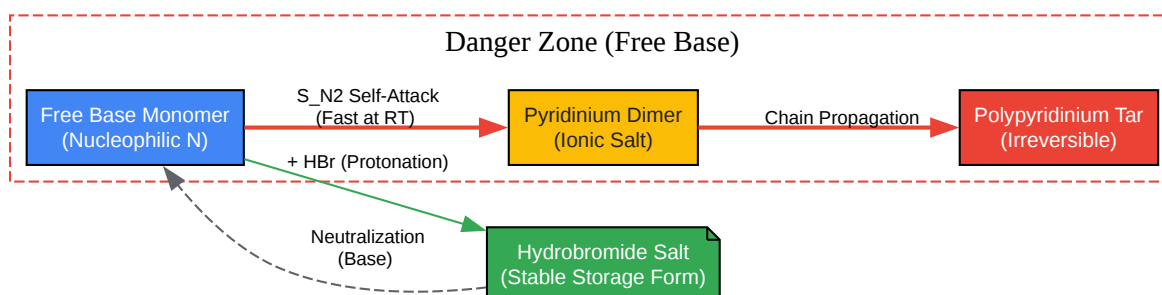 Danger Zone (Free Base)
Free Base Monomer
(Nucleophilic N)
S_N2 Self-Attack
(Fast at RT)
Pyridinium Dimer
(Ionic Salt)
Chain Propagation
Polypyridinium Tar
(Irreversible)
+ HBr (Protonation)
Neutralization
(Base)
Hydrobromide Salt
(Stable Storage Form)